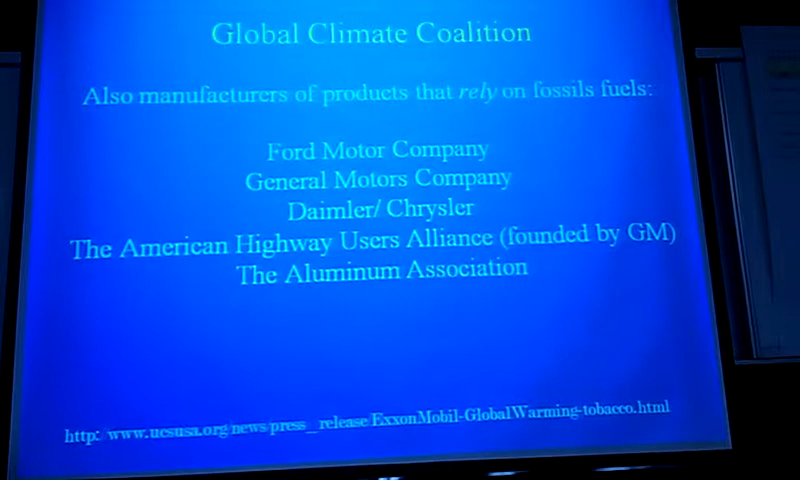 Global Climate Coalition
Also manufacturers of products that rely on fossils fuels:
Ford Motor Company
General Motors Company
Daimler/ Chrysler
The American Highway Users Alliance (founded by GM)
The Aluminum Association
http://www.ucsusa.org/news/press_release/ExxonMobil-GlobalWarming-tobacco.html